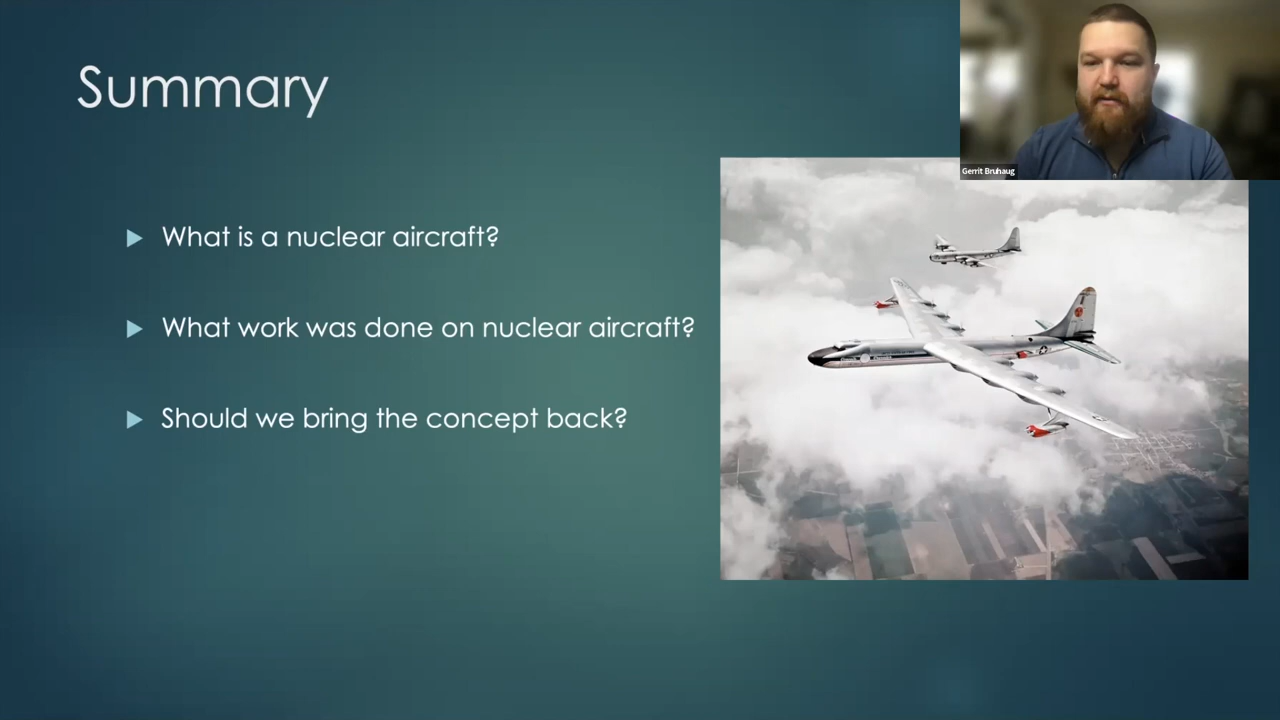 Summary
What is a nuclear aircraft?
What work was done on nuclear aircraft?
Should we bring the concept back?
Gerrit Bruhaug